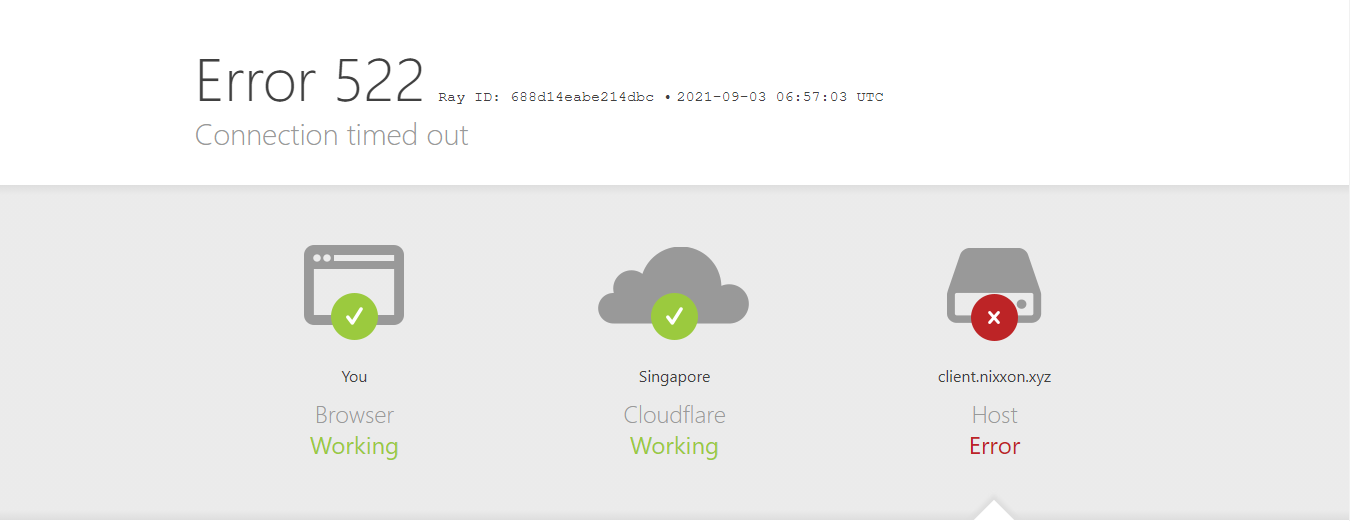 Error 522 Ray ID: 688d14eabe214dbc • 2021-09-03 06:57:03 UTC
Connection timed out
You
Browser
Working
Singapore
Cloudflare
Working
client.nixxon.xyz
Host
Error